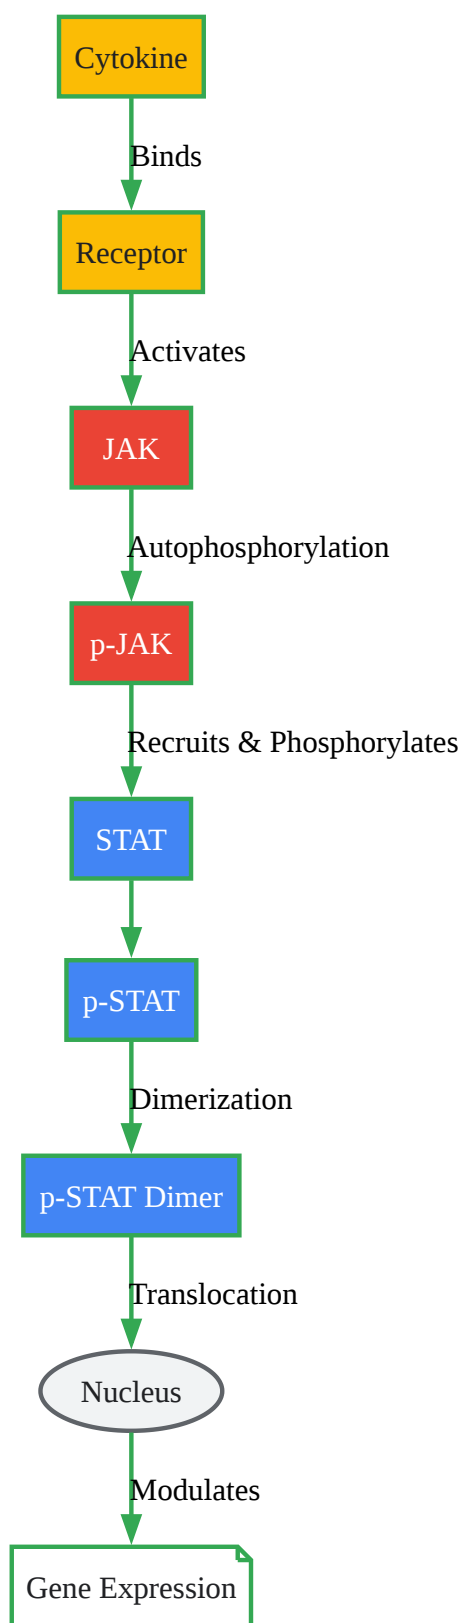 Cytokine
Binds
Receptor
Activates
JAK
Autophosphorylation
p-JAK
Recruits & Phosphorylates
STAT
p-STAT
Dimerization
p-STAT Dimer
Translocation
Nucleus
Modulates
Gene Expression